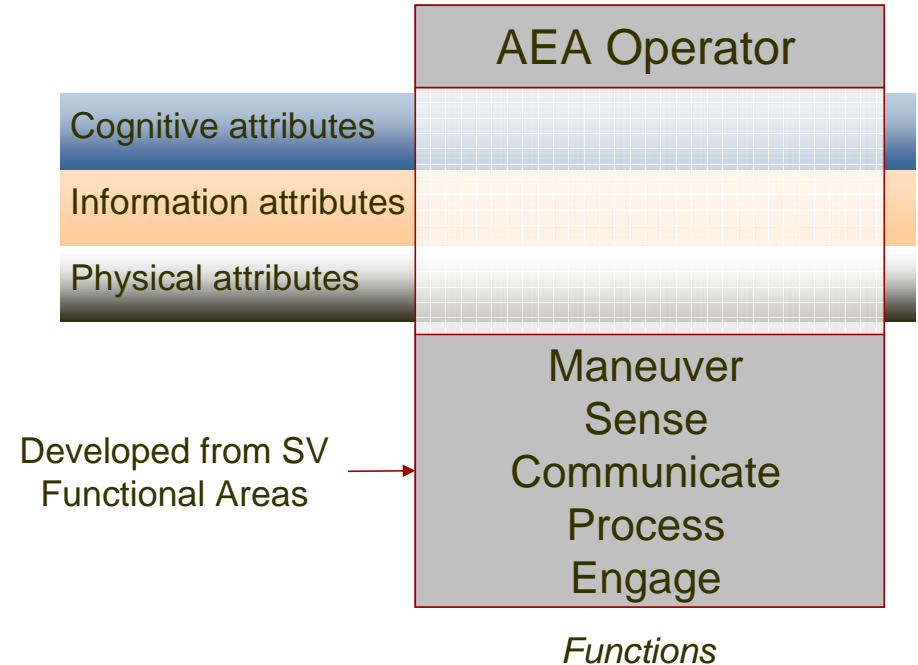 AEA Operator
Cognitive attributes
Information attributes
Physical attributes
Maneuver
Sense
Communicate
Process
Engage
Developed from SV
Functional Areas
Functions